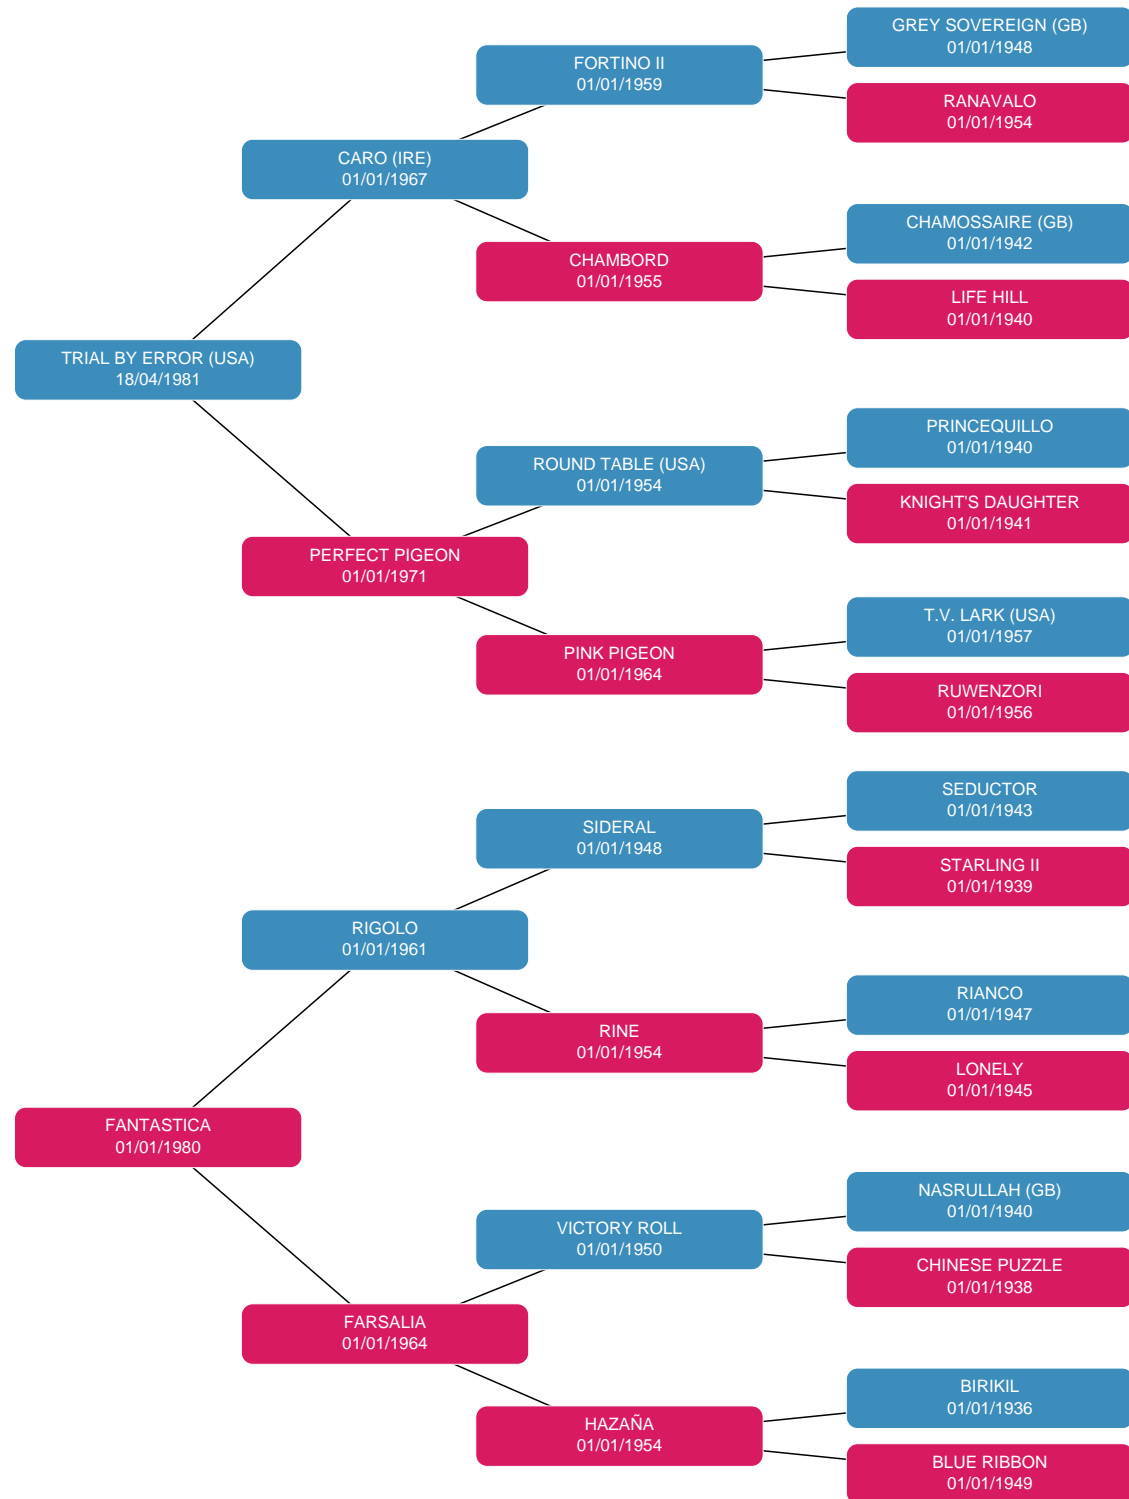 GREY SOVEREIGN (GB)
01/01/1948
FORTINO II
01/01/1959
RANAVALO
01/01/1954
CARO (IRE)
01/01/1967
CHAMOSSAIRE (GB)
01/01/1942
CHAMBORD
01/01/1955
LIFE HILL
01/01/1940
TRIAL BY ERROR (USA)
18/04/1981
PRINCEQUILLO
01/01/1940
ROUND TABLE (USA)
01/01/1954
KNIGHT'S DAUGHTER
01/01/1941
PERFECT PIGEON
01/01/1971
T.V. LARK (USA)
01/01/1957
PINK PIGEON
01/01/1964
RUWENZORI
01/01/1956
SEDUCTOR
01/01/1943
SIDERAL
01/01/1948
STARLING II
01/01/1939
RIGOLO
01/01/1961
RIANCO
01/01/1947
RINE
01/01/1954
LONELY
01/01/1945
FANTASTICA
01/01/1980
NASRULLAH (GB)
01/01/1940
VICTORY ROLL
01/01/1950
CHINESE PUZZLE
01/01/1938
FARSALIA
01/01/1964
BIRIKIL
01/01/1936
HAZAÑA
01/01/1954
BLUE RIBBON
01/01/1949